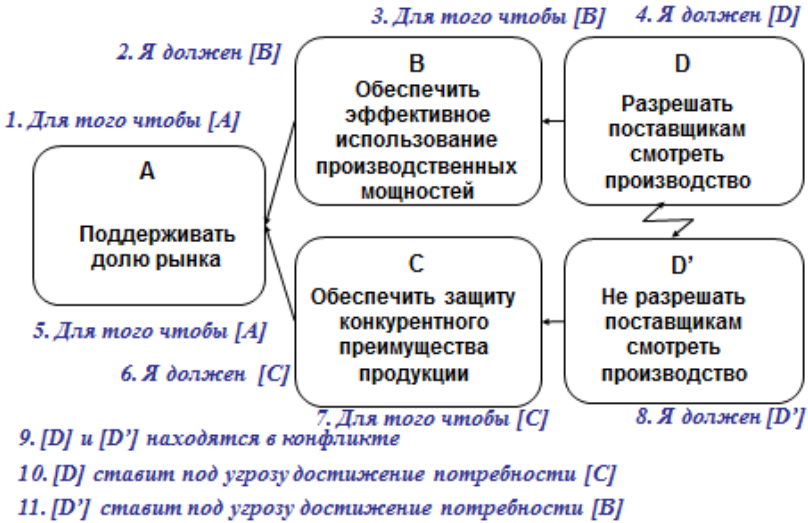 3. Для того чтобы [B]
4. Я должен [D]
2. Я должен [B]
1. Для того чтобы [A]
B
Обеспечить
эффективное
использование
производственных
мощностей
D
Разрешать
поставщикам
смотреть
производство
A
Поддерживать
долю рынка
C
Обеспечить защиту
конкурентного
преимущества
продукции
D’
Не разрешать
поставщикам
смотреть
производство
5. Для того чтобы [A]
6. Я должен [C]
7. Для того чтобы [C]
8. Я должен [D’]
9. [D] и [D’] находятся в конфликте
10. [D] ставит под угрозу достижение потребности [C]
11. [D’] ставит под угрозу достижение потребности [B]